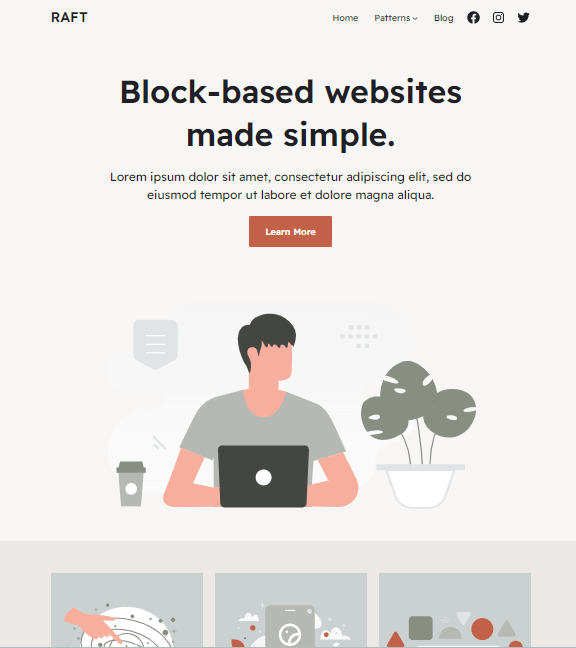 RAFT
Home Patterns Blog
Block-based websites
made simple.
Lorem ipsum dolor sit amet, consectetur adipiscing elit, sed do
eiusmod tempor ut labore et dolore magna aliqua.
Learn More